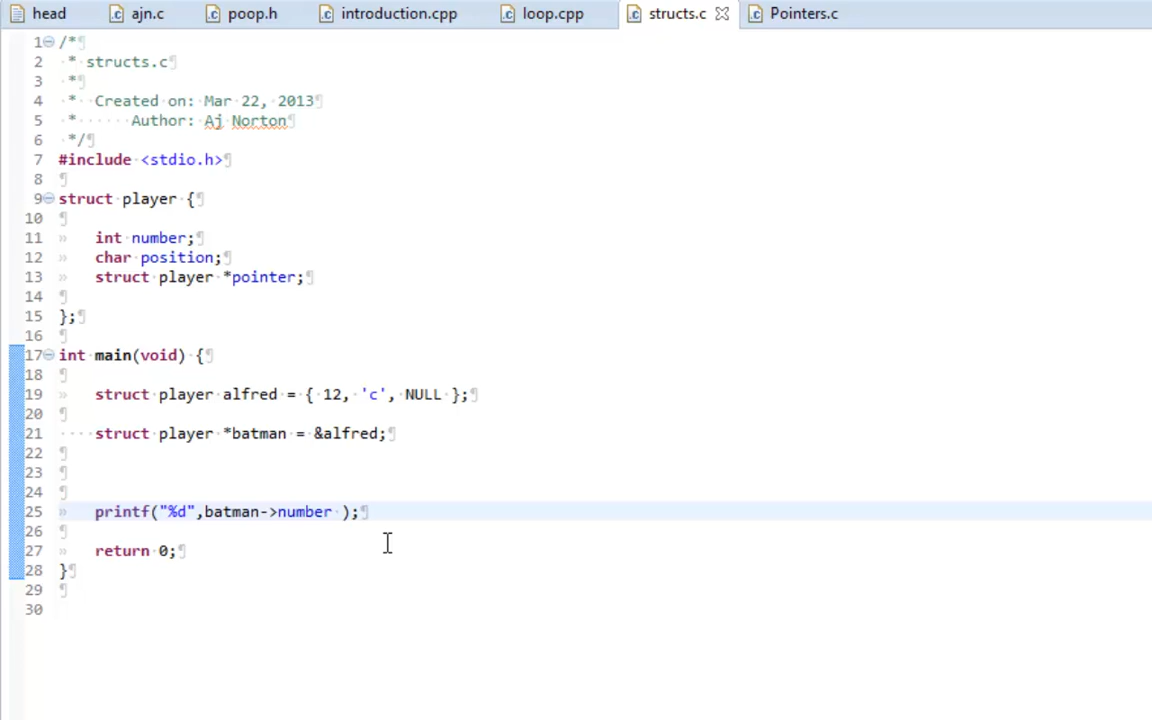 head ajn.c poop.h introduction.cpp loop.cpp structs.c Pointers.c
1 /*¶
2 * structs.c¶
3 *¶
4 * Created on: Mar 22, 2013¶
5 * Author: Aj Norton¶
6 */¶
7 #include <stdio.h>¶
8 ¶
9 struct player {¶
10 ¶
11 » int number;¶
12 » char position;¶
13 » struct player *pointer;¶
14 ¶
15 };¶
16 ¶
17 int main(void) {¶
18 ¶
19 » struct player alfred = { 12, 'c', NULL };¶
20 ¶
21 ···· struct player *batman = &alfred;¶
22 ¶
23 ¶
24 ¶
25 » printf("%d",batman->number );¶
26 ¶
27 » return 0;¶
28 }¶
29 ¶
30